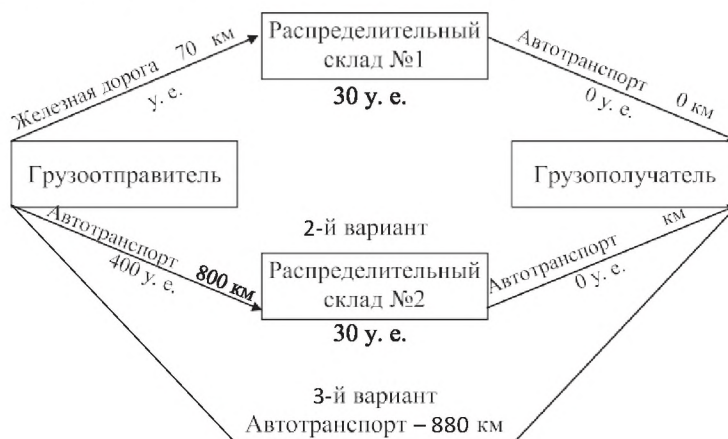 Распределительный
склад №1
30 у. е.
Железная дорога 70 км
у. е.
Автотранспорт 0 км
0 у. е.
Грузоотправитель
Грузополучатель
2-й вариант
Автотранспорт 800 км
400 у. е.
Распределительный
склад №2
30 у. е.
Автотранспорт км
0 у. е.
3-й вариант
Автотранспорт – 880 км